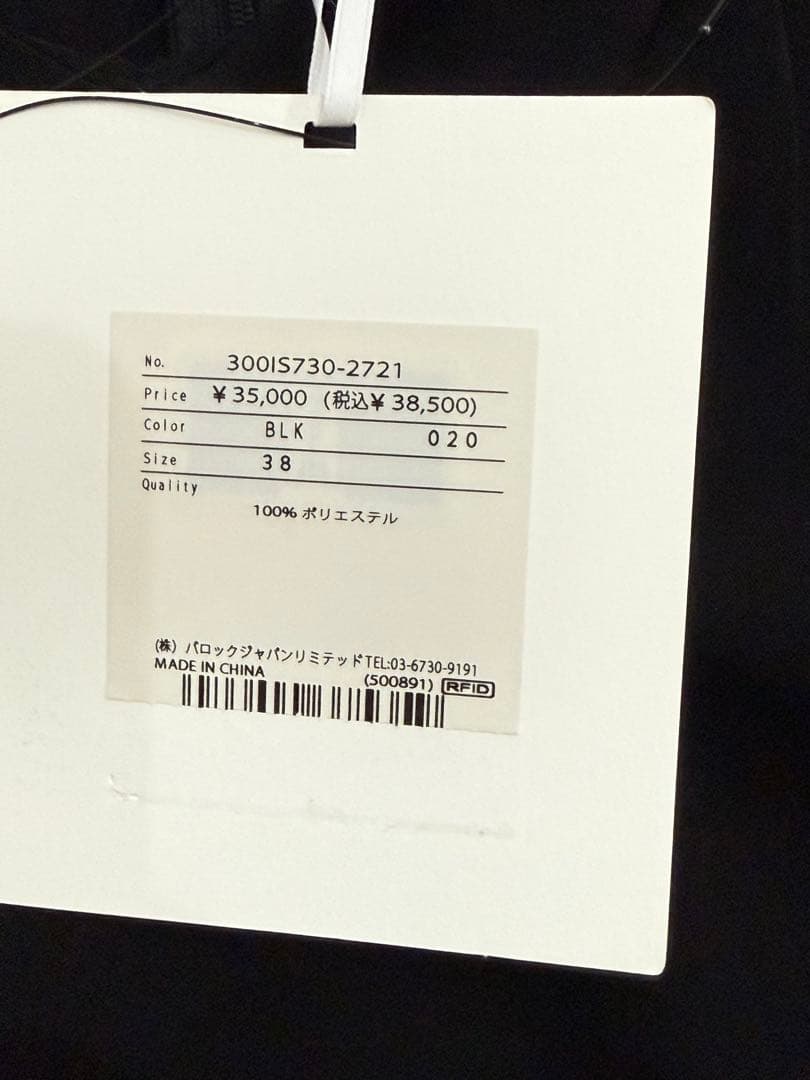 No. 300IS730-2721
Price ¥35,000 (税込¥38,500)
Color BLK 020
Size 38
Quality
100% ポリエステル
(株) バロックジャパンリミテッドTEL:03-6730-9191
MADE IN CHINA (500891) RFID